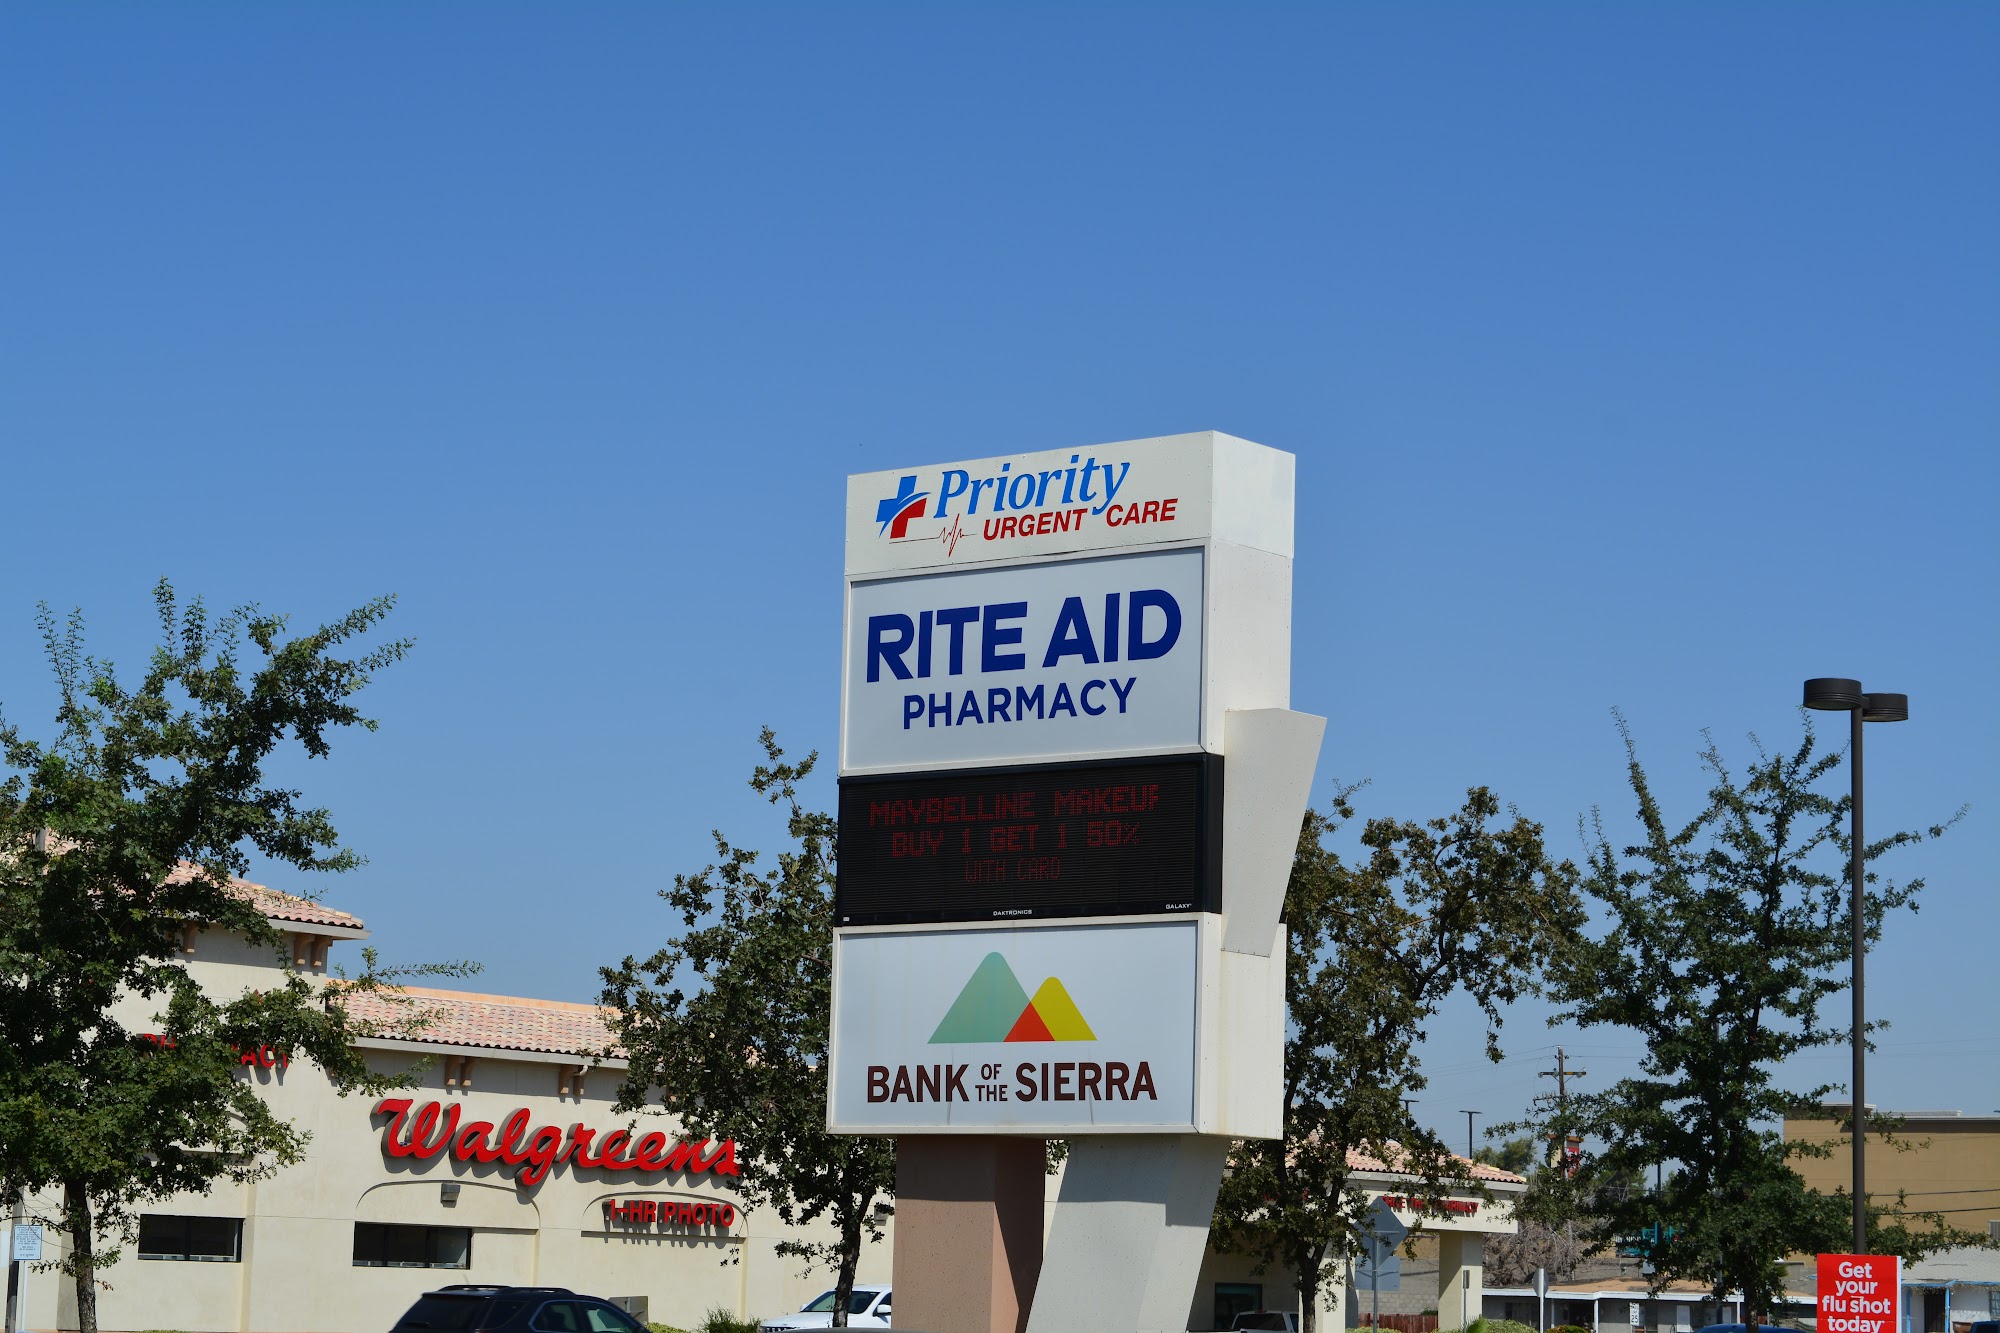 Priority
URGENT CARE
RITE AID
PHARMACY
MAYBELLINE MAKEUP
BUY 1 GET 1 50%
WITH CARD
DAKTRONICS
GALAXY
BANK OF THE SIERRA
Walgreens
1-HR PHOTO
Get
your
flu shot
today
25